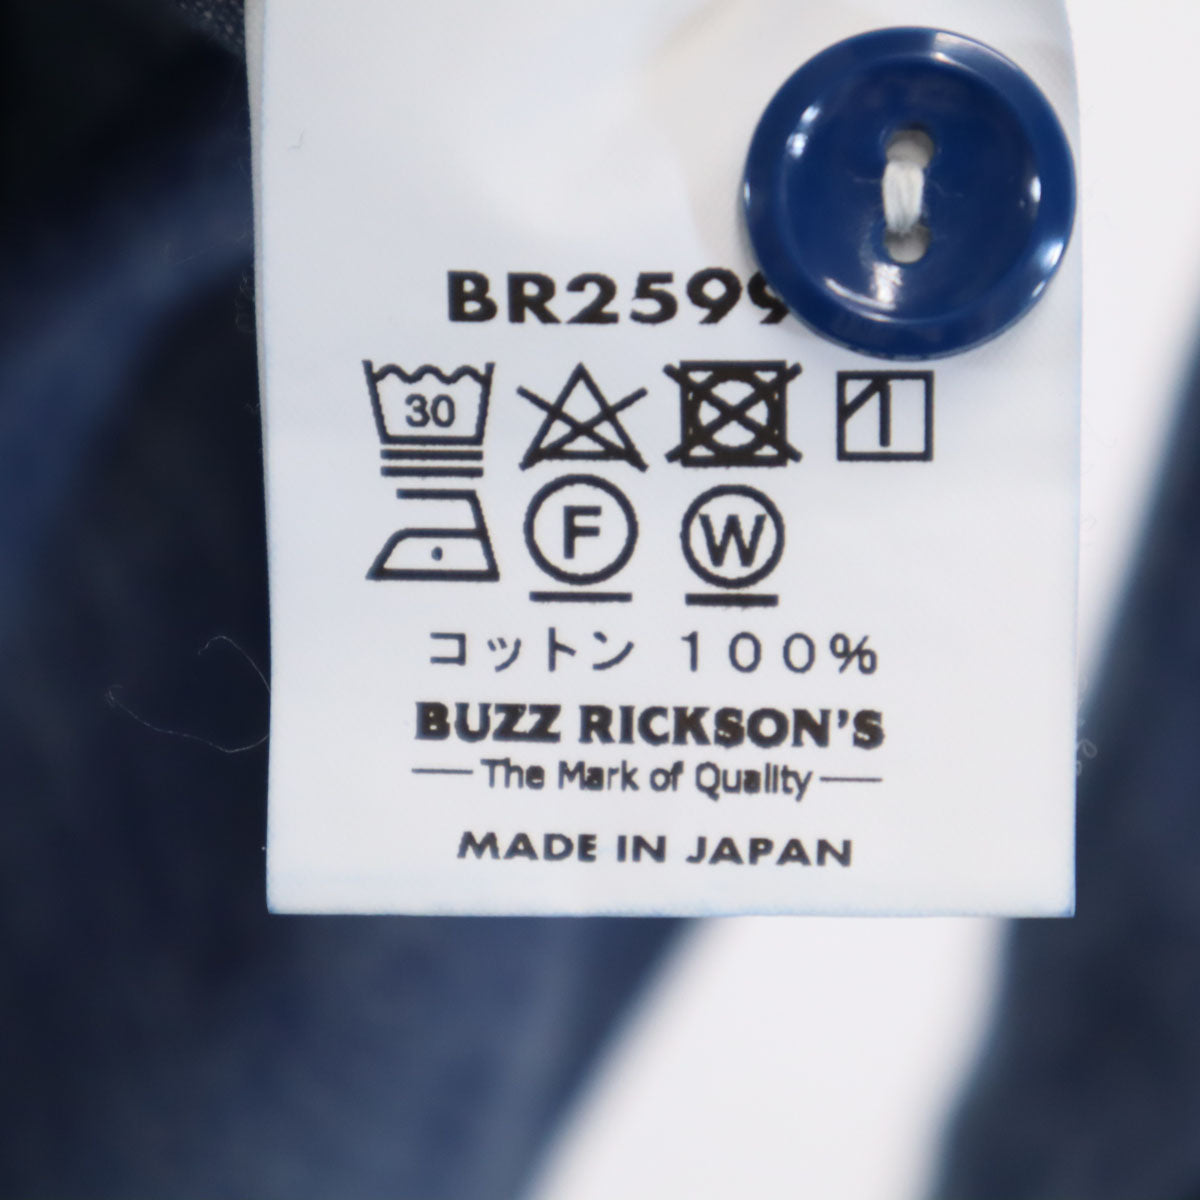 BR2599
30
F W
コットン 100%
BUZZ RICKSON'S
The Mark of Quality
MADE IN JAPAN